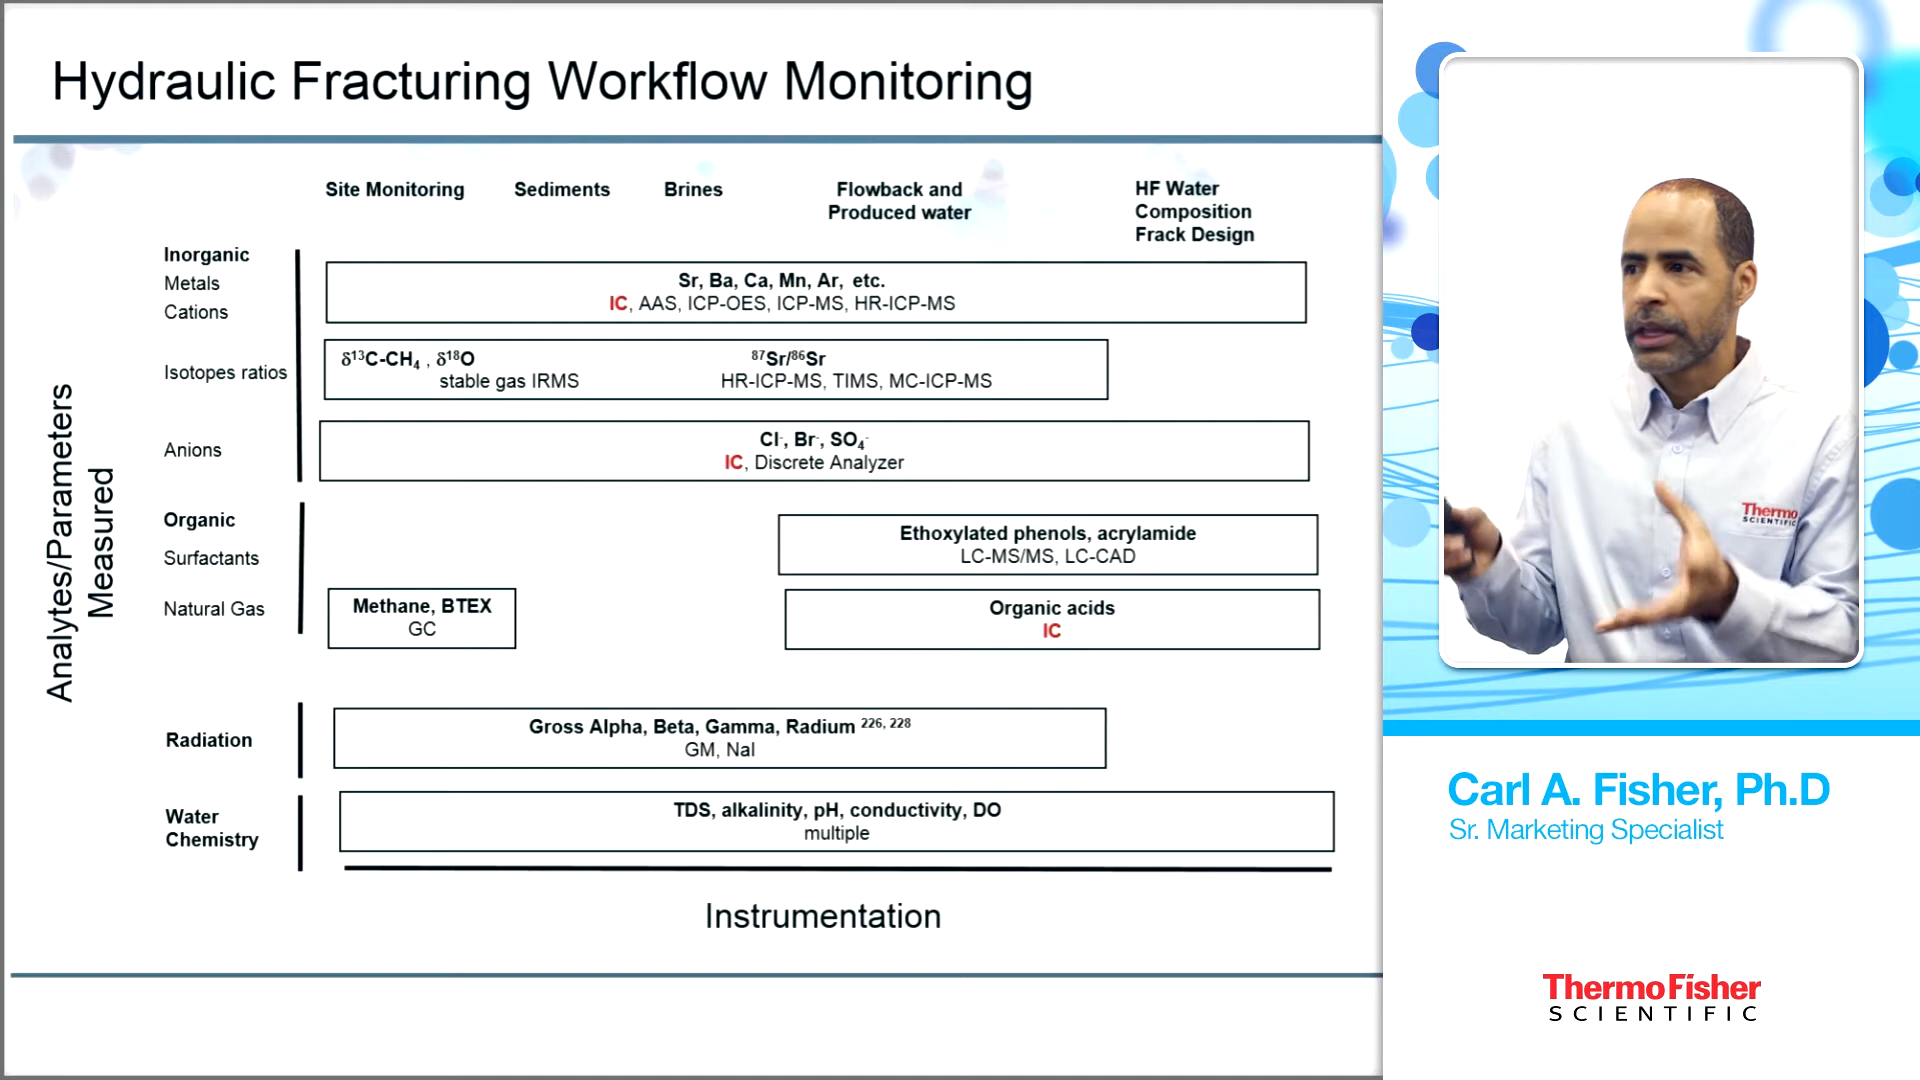 Hydraulic Fracturing Workflow Monitoring
Site Monitoring
Sediments
Brines
Flowback and
Produced water
HF Water
Composition
Frack Design
Analytes/Parameters
Measured
Inorganic
Metals
Cations
Sr, Ba, Ca, Mn, Ar, etc.
IC, AAS, ICP-OES, ICP-MS, HR-ICP-MS
Isotopes ratios
δ¹³C-CH₄ , δ¹⁸O
stable gas IRMS
⁸⁷Sr/⁸⁶Sr
HR-ICP-MS, TIMS, MC-ICP-MS
Anions
Cl⁻, Br⁻, SO₄⁻
IC, Discrete Analyzer
Organic
Surfactants
Ethoxylated phenols, acrylamide
LC-MS/MS, LC-CAD
Natural Gas
Methane, BTEX
GC
Organic acids
IC
Radiation
Gross Alpha, Beta, Gamma, Radium ²²⁶, ²²⁸
GM, NaI
Water
Chemistry
TDS, alkalinity, pH, conductivity, DO
multiple
Instrumentation
Thermo
SCIENTIFIC
Carl A. Fisher, Ph.D
Sr. Marketing Specialist
ThermoFisher
SCIENTIFIC